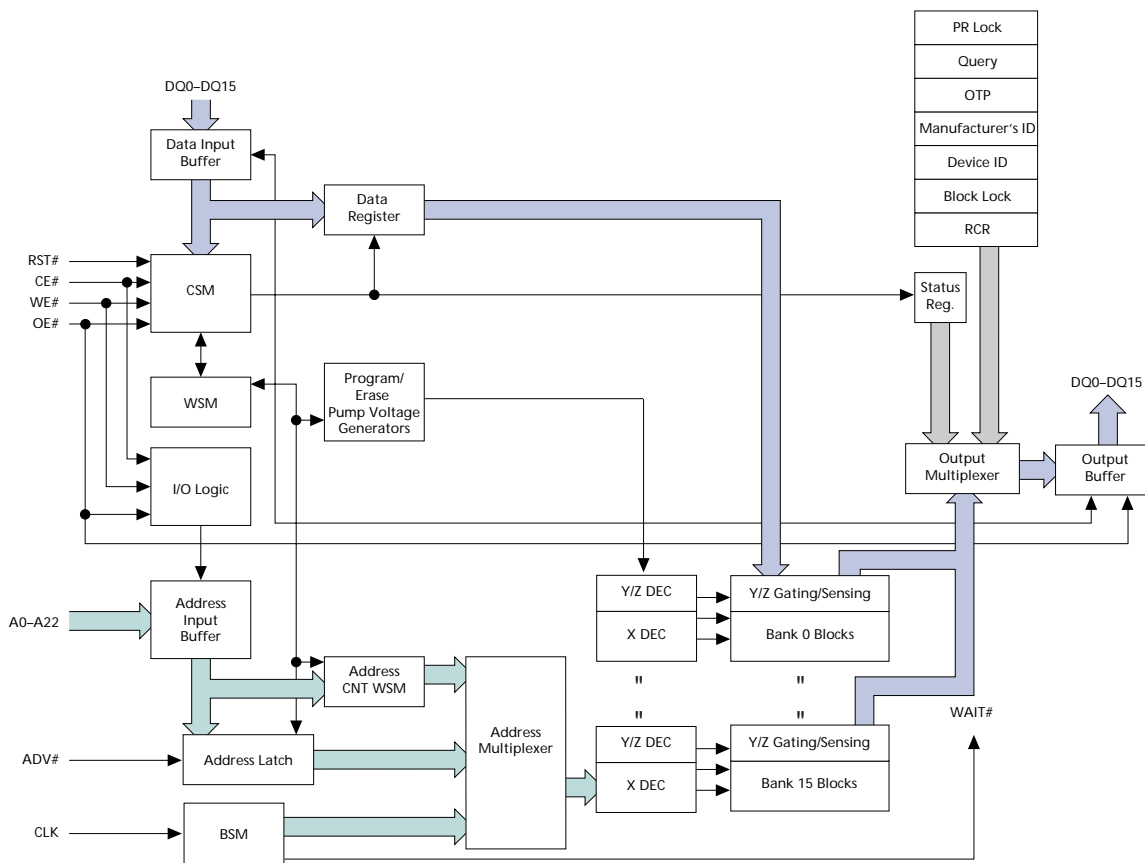 PR Lock
Query
OTP
Manufacturer's ID
Device ID
Block Lock
RCR
DQ0–DQ15
Data Input
Buffer
Data
Register
RST#
CE#
WE#
OE#
CSM
Status
Reg.
WSM
Program/
Erase
Pump Voltage
Generators
DQ0–DQ15
I/O Logic
Output
Multiplexer
Output
Buffer
A0–A22
Address
Input
Buffer
Y/Z DEC
X DEC
Y/Z Gating/Sensing
Bank 0 Blocks
Address
CNT WSM
" "
" "
Address
Multiplexer
WAIT#
ADV#
Address Latch
Y/Z DEC
X DEC
Y/Z Gating/Sensing
Bank 15 Blocks
CLK
BSM